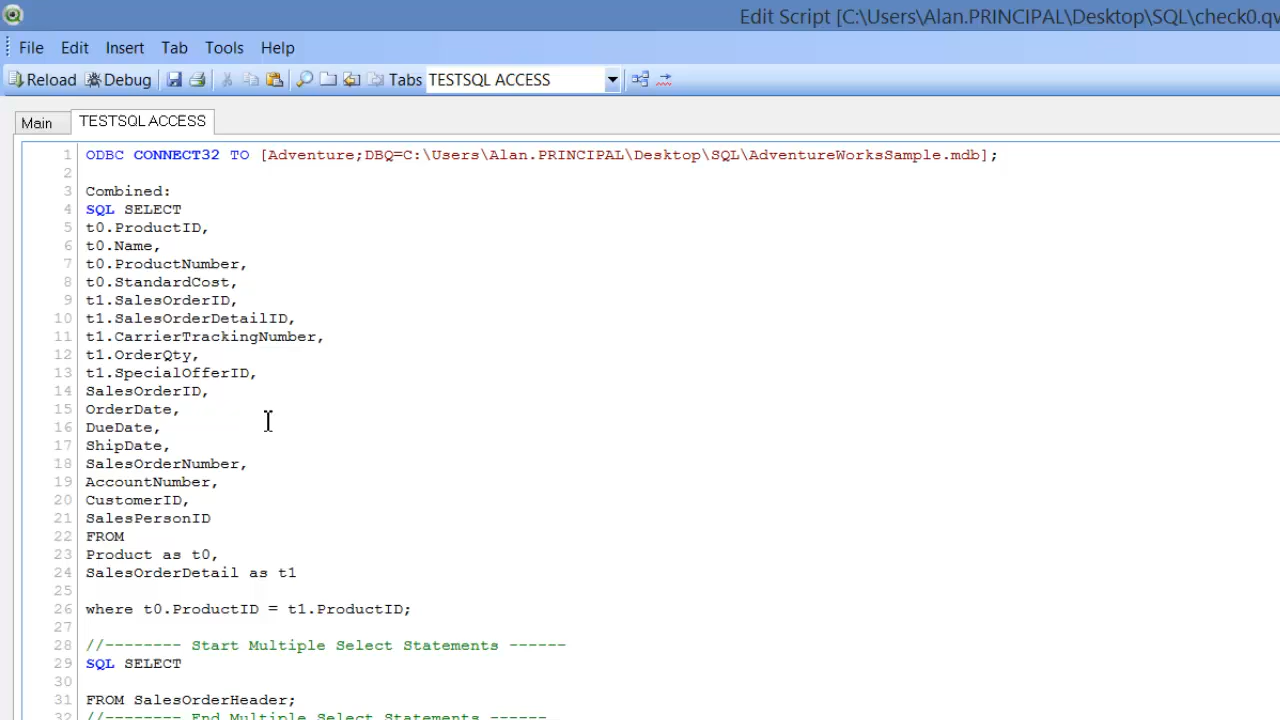 Edit Script [C:\Users\Alan.PRINCIPAL\Desktop\SQL\check0.qv
File Edit Insert Tab Tools Help
Reload Debug Tabs TESTSQL ACCESS
Main TESTSQL ACCESS
1 ODBC CONNECT32 TO [Adventure;DBQ=C:\Users\Alan.PRINCIPAL\Desktop\SQL\AdventureWorksSample.mdb];
2
3 Combined:
4 SQL SELECT
5 t0.ProductID,
6 t0.Name,
7 t0.ProductNumber,
8 t0.StandardCost,
9 t1.SalesOrderID,
10 t1.SalesOrderDetailID,
11 t1.CarrierTrackingNumber,
12 t1.OrderQty,
13 t1.SpecialOfferID,
14 SalesOrderID,
15 OrderDate,
16 DueDate,
17 ShipDate,
18 SalesOrderNumber,
19 AccountNumber,
20 CustomerID,
21 SalesPersonID
22 FROM
23 Product as t0,
24 SalesOrderDetail as t1
25
26 where t0.ProductID = t1.ProductID;
27
28 //-------- Start Multiple Select Statements ------
29 SQL SELECT
30
31 FROM SalesOrderHeader;
32 //-------- End Multiple Select Statements ------